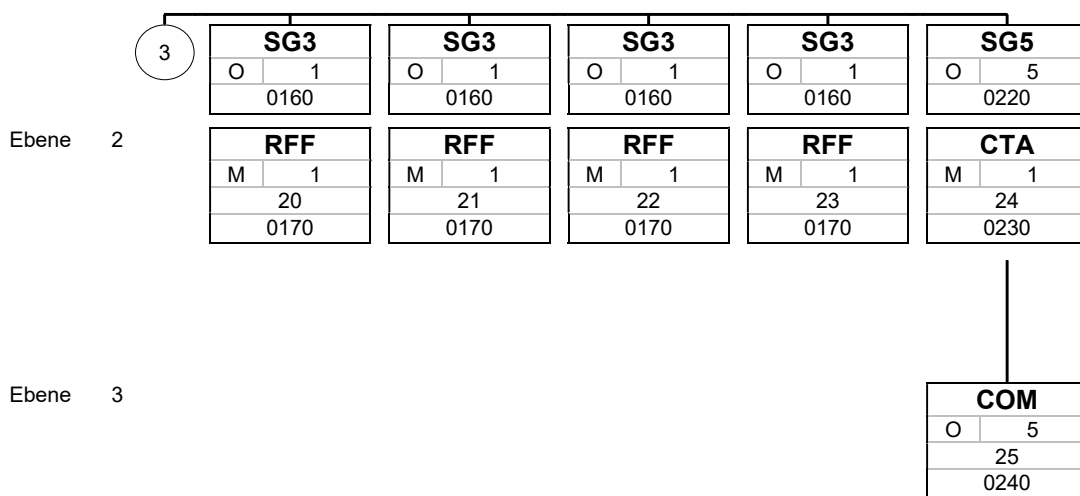 3
SG3 SG3 SG3 SG3 SG5
O 1 O 1 O 1 O 1 O 5
0160 0160 0160 0160 0220
Ebene 2 RFF RFF RFF RFF CTA
M 1 M 1 M 1 M 1 M 1
20 21 22 23 24
0170 0170 0170 0170 0230
Ebene 3 COM
O 5
25
0240